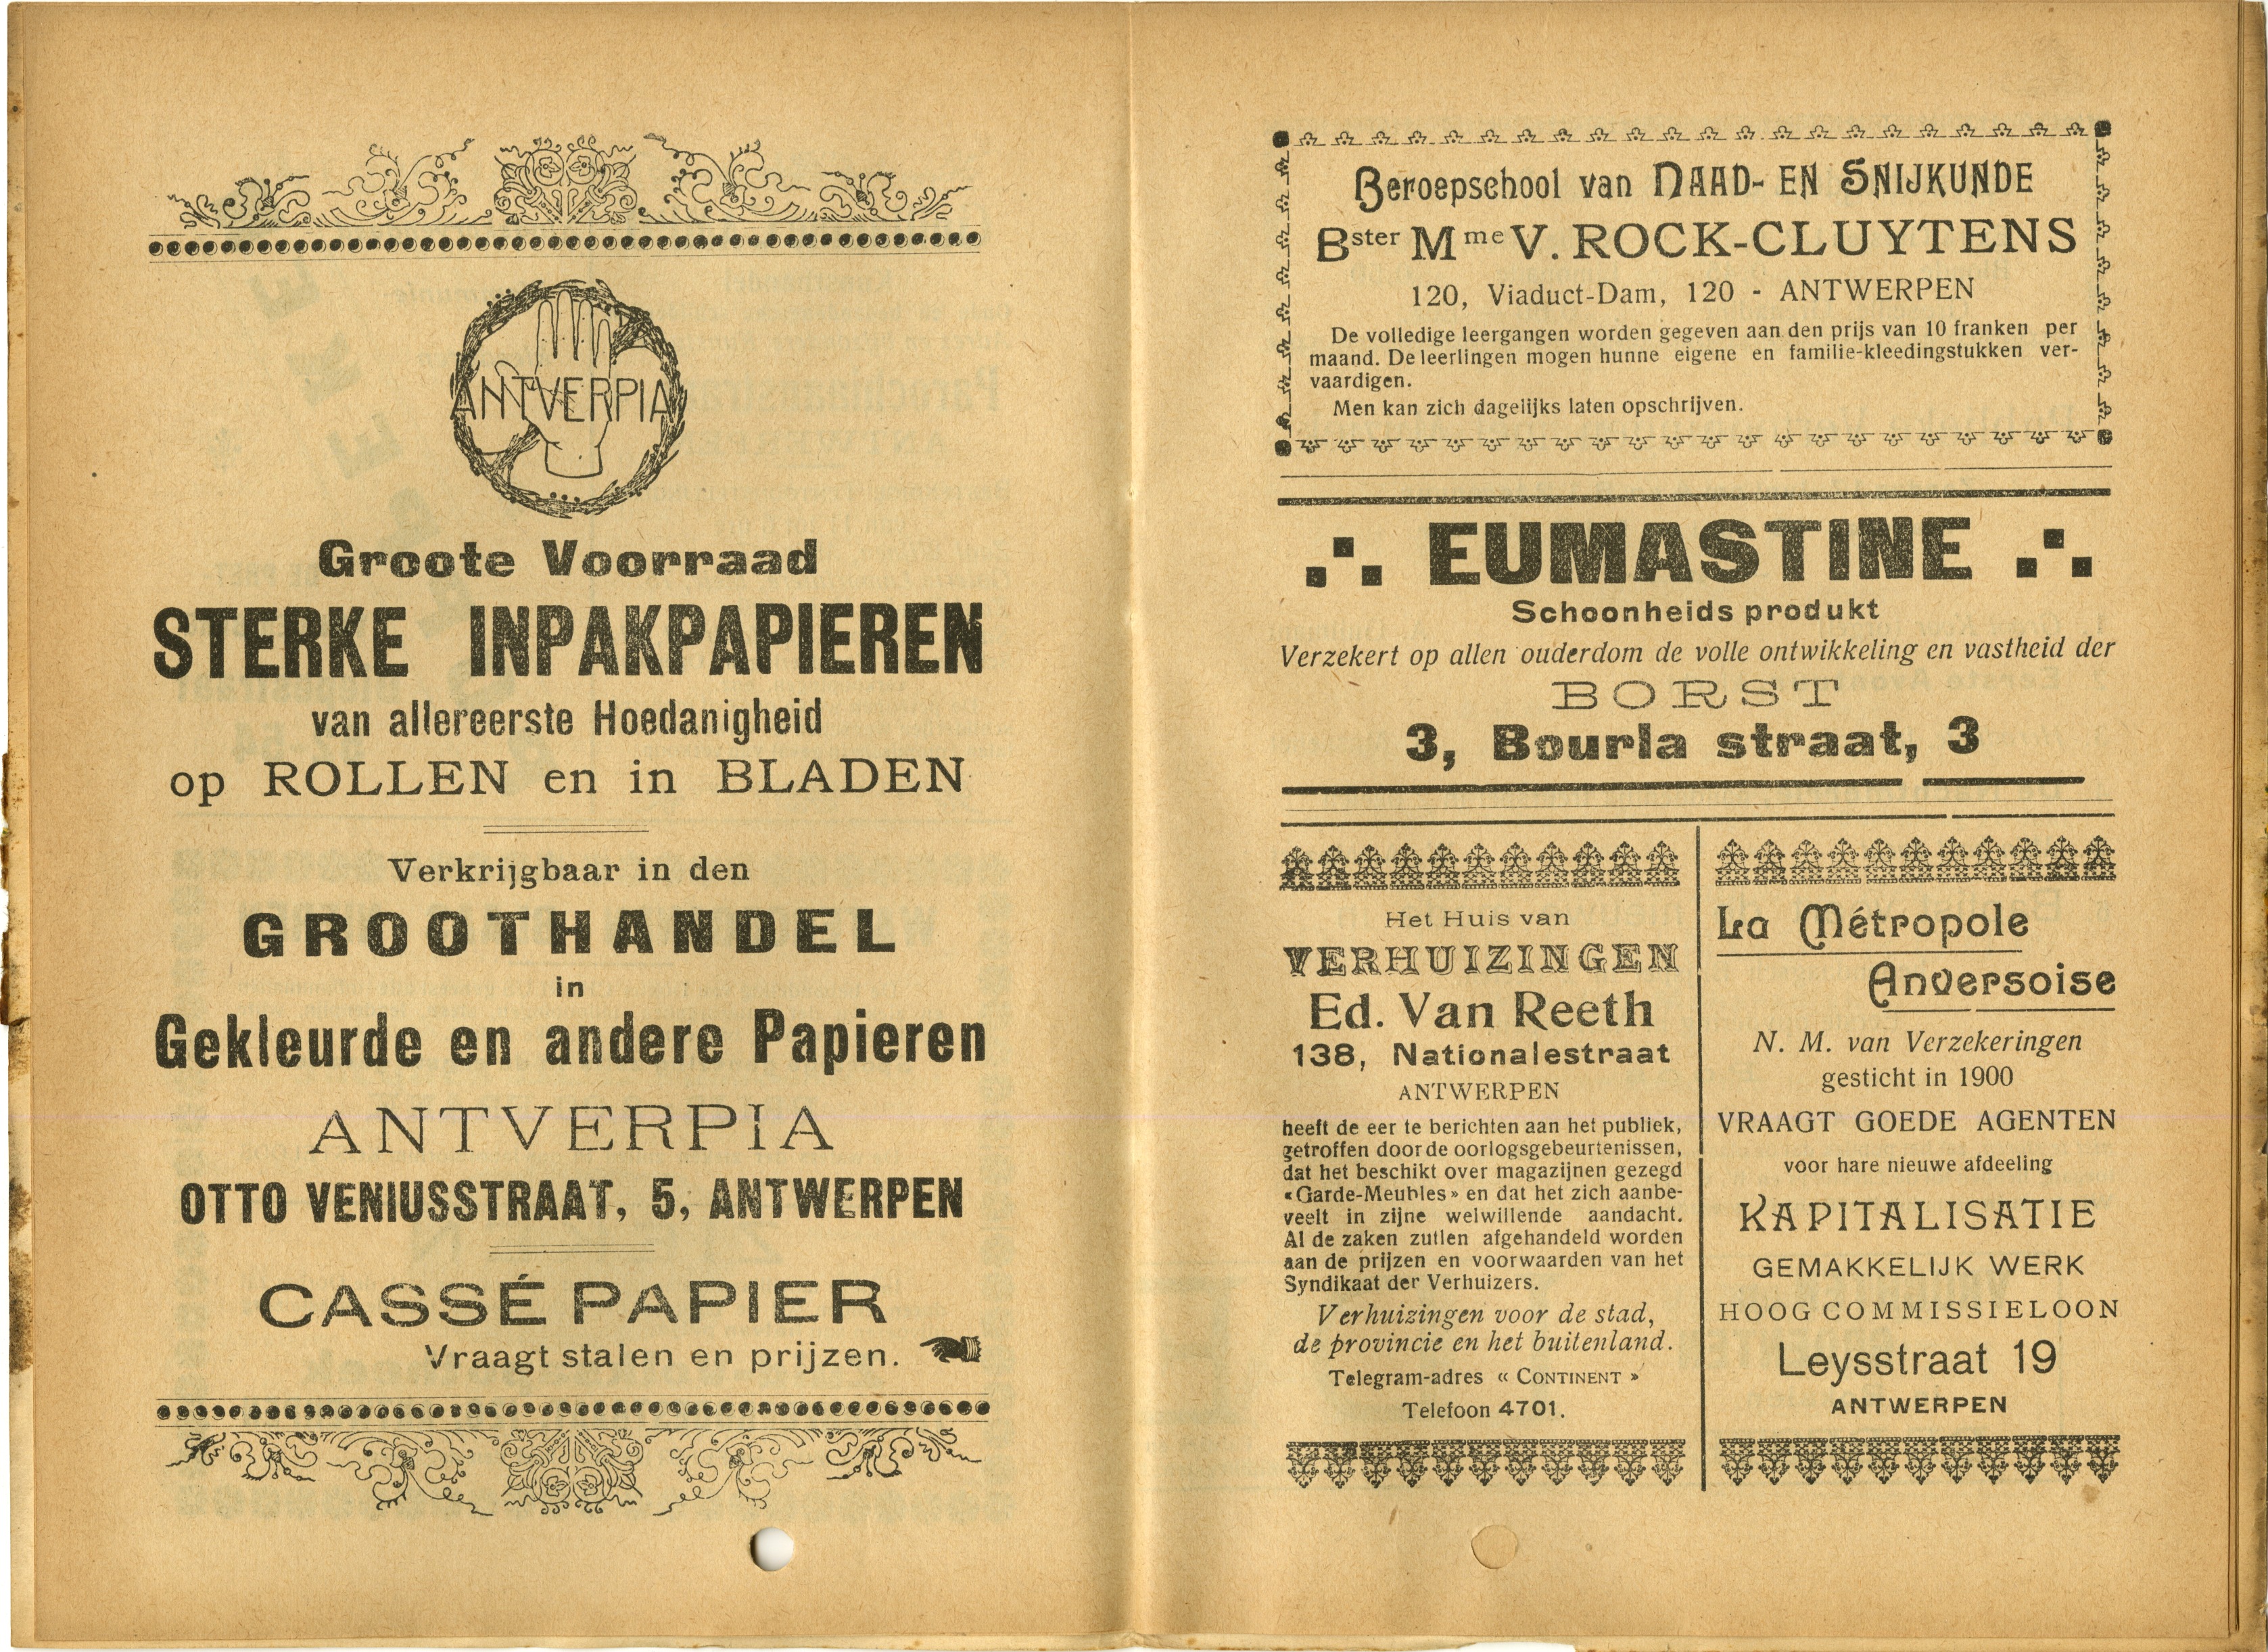 ANTVERPIA
Groote Voorraad
STERKE INPAKPAPIEREN
van allereerste Hoedanigheid
op ROLLEN en in BLADEN
Verkrijgbaar in den
GROOTHANDEL
in
Gekleurde en andere Papieren
ANTVERPIA
OTTO VENIUSSTRAAT, 5, ANTWERPEN
CASSÉ PAPIER
Vraagt stalen en prijzen.
Beroepschool van NAAD- EN SNIJKUNDE
Bster Mme V. ROCK-CLUYTENS
120, Viaduct-Dam, 120 - ANTWERPEN
De volledige leergangen worden gegeven aan den prijs van 10 franken per
maand. De leerlingen mogen hunne eigene en familie-kleedingstukken ver-
vaardigen.
Men kan zich dagelijks laten opschrijven.
EUMASTINE
Schoonheids produkt
Verzekert op allen ouderdom de volle ontwikkeling en vastheid der
BORST
3, Bourla straat, 3
Het Huis van
VERHUIZINGEN
Ed. Van Reeth
138, Nationalestraat
ANTWERPEN
heeft de eer te berichten aan het publiek,
getroffen door de oorlogsgebeurtenissen,
dat het beschikt over magazijnen gezegd
«Garde-Meubles» en dat het zich aanbe-
veelt in zijne welwillende aandacht.
Al de zaken zutlen afgehandeld worden
aan de prijzen en voorwaarden van het
Syndikaat der Verhuizers.
Verhuizingen voor de stad,
de provincie en het buitenland.
Telegram-adres « CONTINENT »
Telefoon 4701.
La Métropole
Anversoise
N. M. van Verzekeringen
gesticht in 1900
VRAAGT GOEDE AGENTEN
voor hare nieuwe afdeeling
KAPITALISATIE
GEMAKKELIJK WERK
HOOG COMMISSIELOON
Leysstraat 19
ANTWERPEN